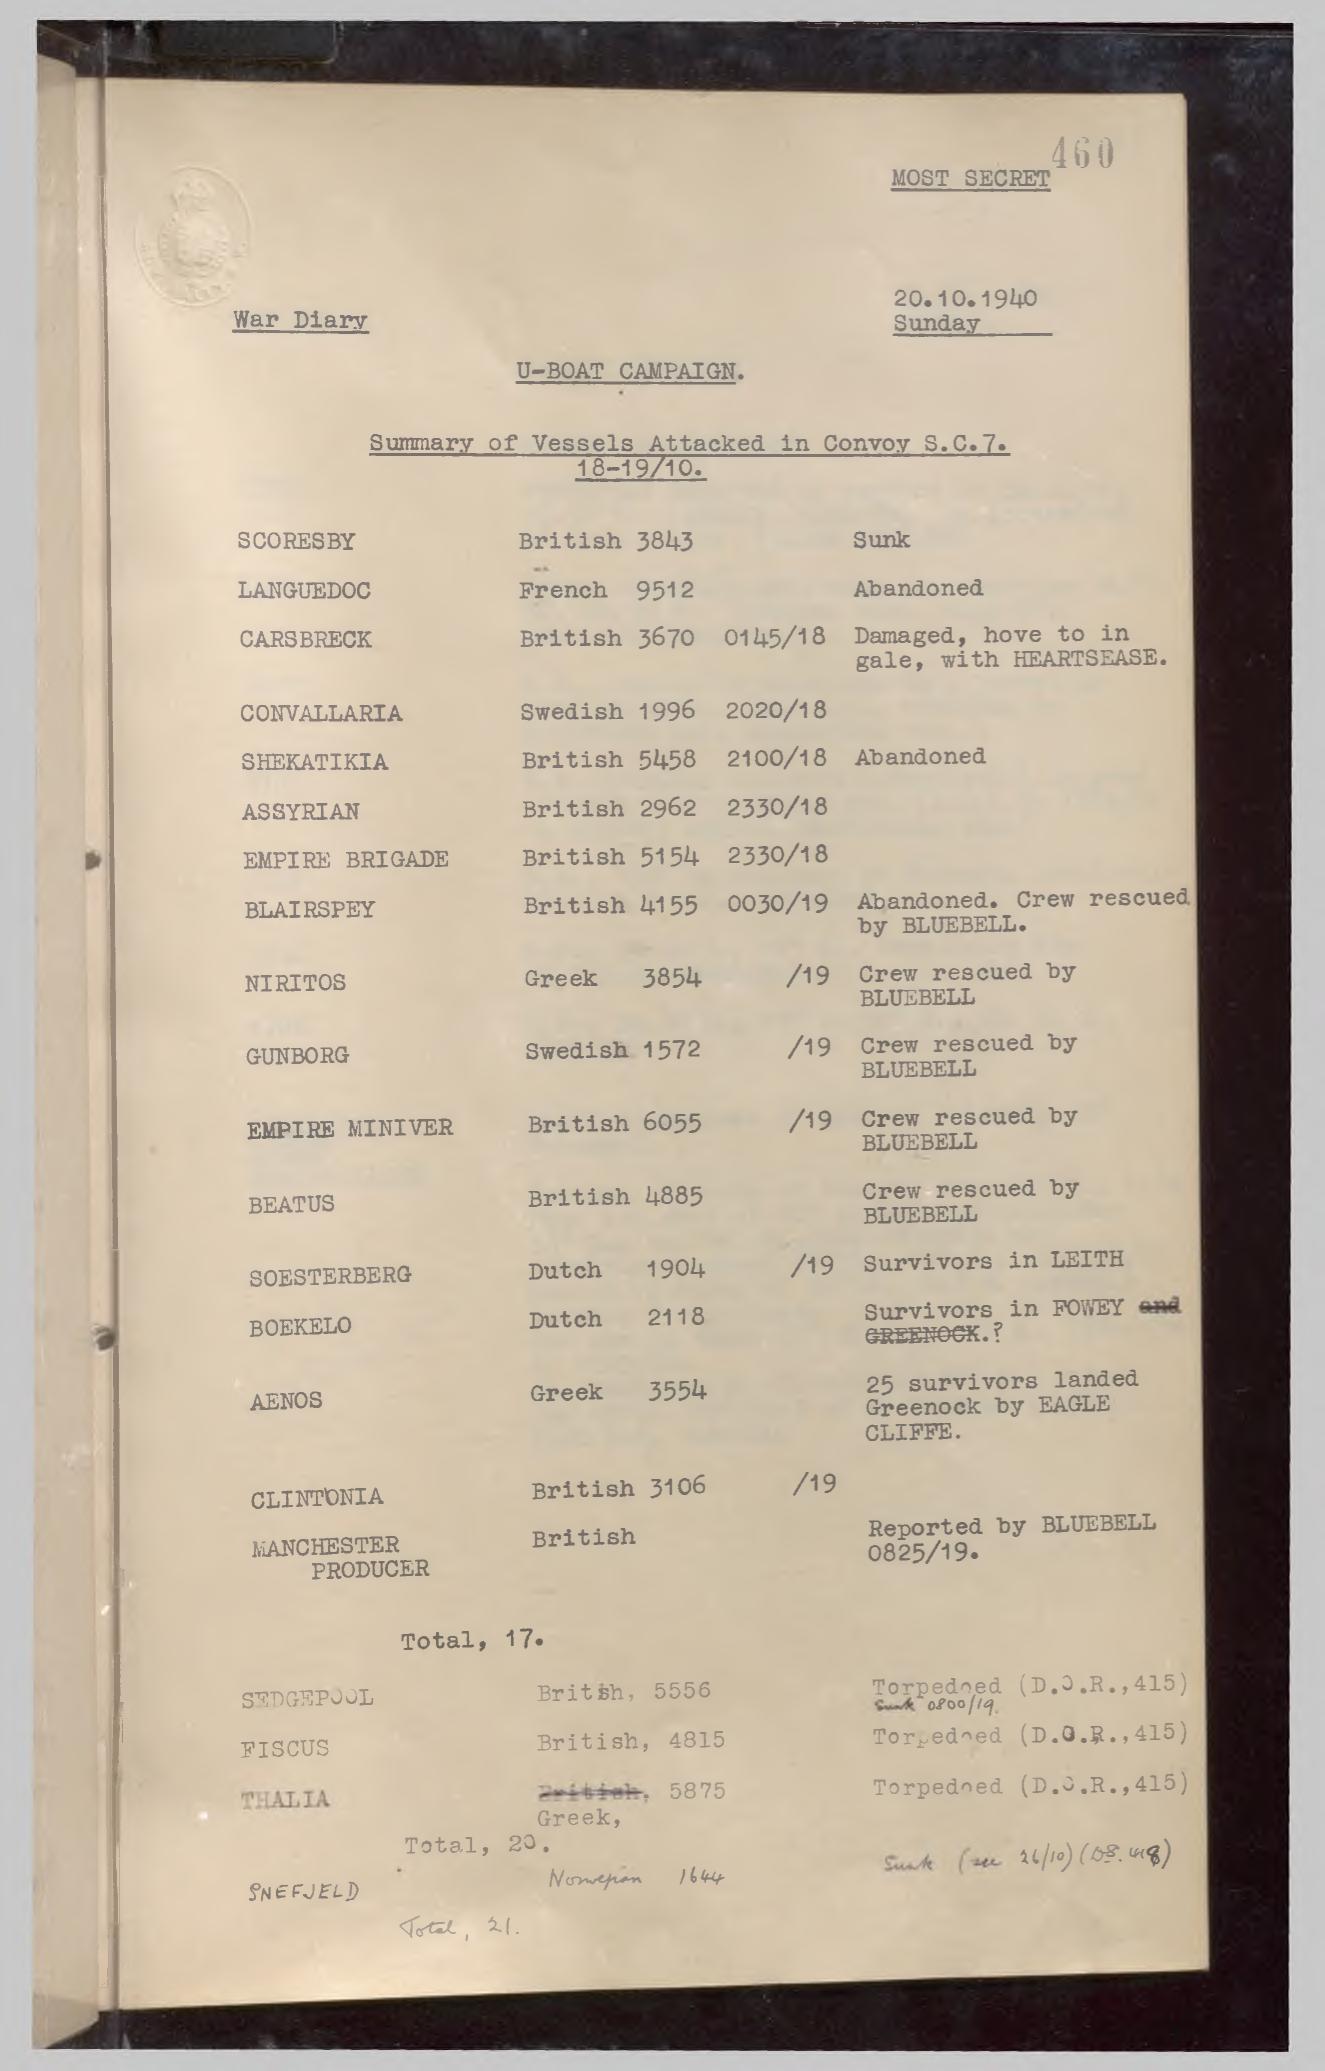 460
MOST SECRET
20.10.1940
War Diary Sunday
U-BOAT CAMPAIGN.
Summary of Vessels Attacked in Convoy S.C.7.
18-19/10.
SCORESBY British 3843 Sunk
LANGUEDOC French 9512 Abandoned
CARSBRECK British 3670 0145/18 Damaged, hove to in
gale, with HEARTSEASE.
CONVALLARIA Swedish 1996 2020/18
SHEKATIKIA British 5458 2100/18 Abandoned
ASSYRIAN British 2962 2330/18
EMPIRE BRIGADE British 5154 2330/18
BLAIRSPEY British 4155 0030/19 Abandoned. Crew rescued
by BLUEBELL.
NIRITOS Greek 3854 /19 Crew rescued by
BLUEBELL
GUNBORG Swedish 1572 /19 Crew rescued by
BLUEBELL
EMPIRE MINIVER British 6055 /19 Crew rescued by
BLUEBELL
BEATUS British 4885 Crew rescued by
BLUEBELL
SOESTERBERG Dutch 1904 /19 Survivors in LEITH
BOEKELO Dutch 2118 Survivors in FOWEY and
GREENOCK.?
AENOS Greek 3554 25 survivors landed
Greenock by EAGLE
CLIFFE.
CLINTONIA British 3106 /19
MANCHESTER British Reported by BLUEBELL
PRODUCER 0825/19.
Total, 17.
SEDGEPOOL Britsh, 5556 Torpedoed (D.O.R.,415)
Sunk 0800/19.
FISCUS British, 4815 Torpedoed (D.O.R.,415)
THALIA British, 5875 Torpedoed (D.O.R.,415)
Greek,
Total, 20.
SNEFJELD Norwegian 1644 Sunk (see 26/10)
Total, 21.